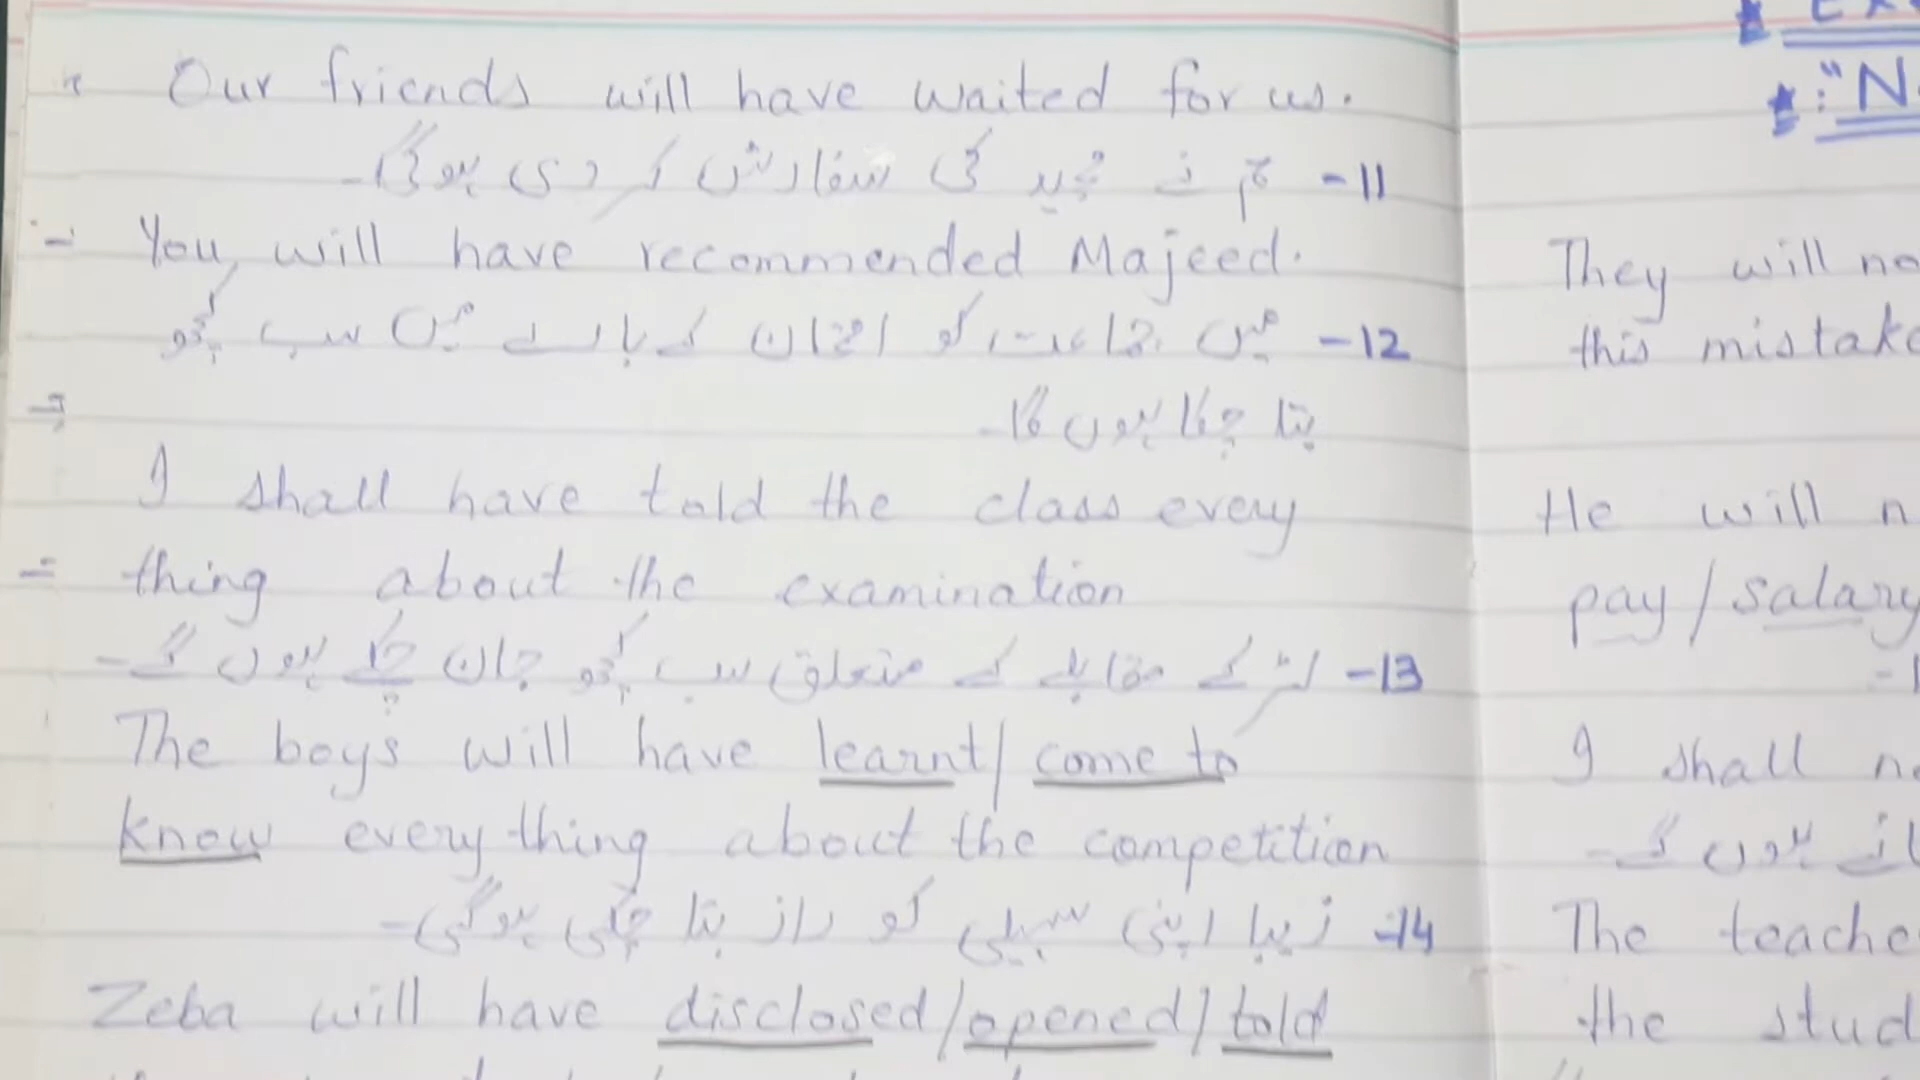 Our friends will have waited for us.
11- تم نے مجید کی سفارش کر دی ہوگی۔
You will have recommended Majeed.
12- میں جماعت کو امتحان کے بارے میں سب کچھ
بتا چکا ہوں گا۔
I shall have told the class every
thing about the examination
13- لڑکے مقابلے کے متعلق سب کچھ جان چکے ہوں گے۔
The boys will have learnt/ come to
know everything about the competition
14- زیبا اپنی سہیلی کو راز بتا چکی ہوگی۔
Zeba will have disclosed/opened/told
"N
They will no
this mistake
He will n
pay/salary
I shall no
ہوں گے۔
The teache
the stud